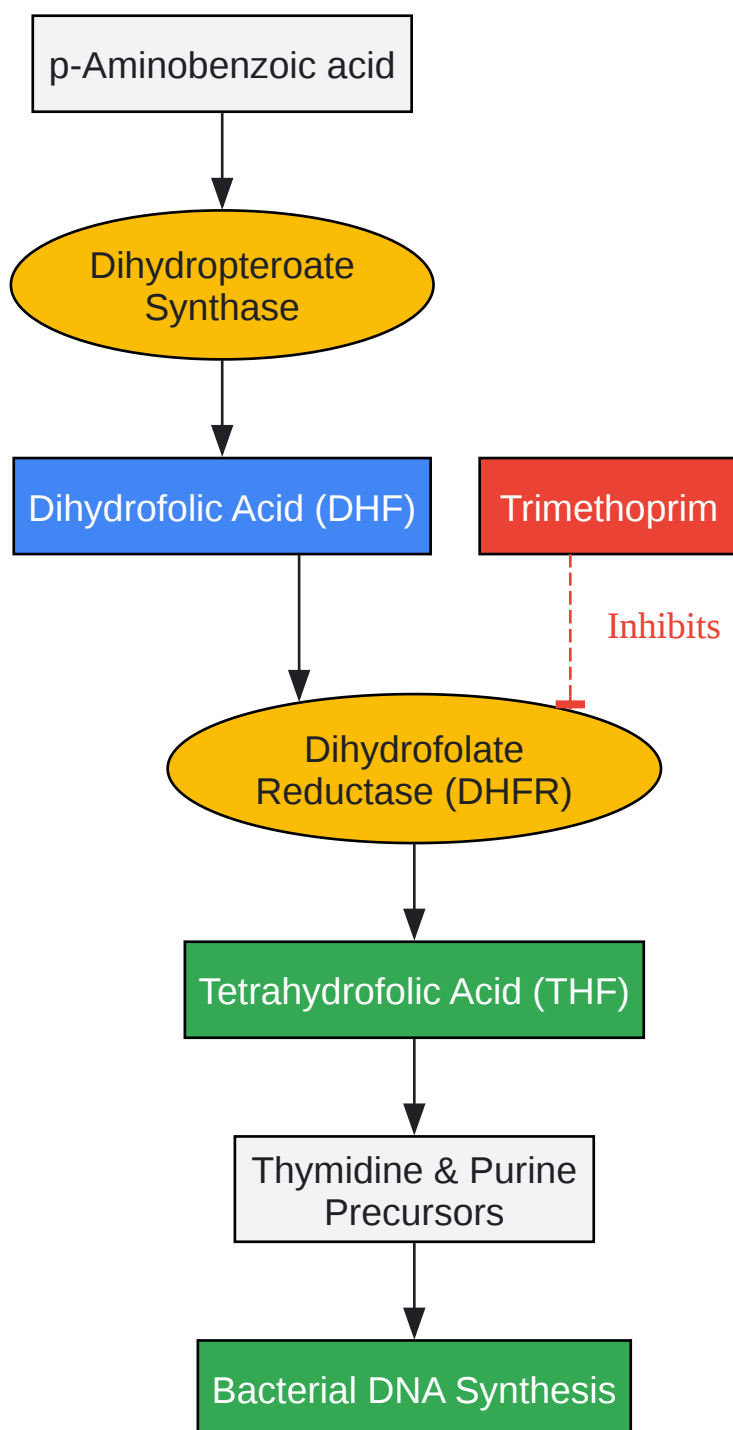 p-Aminobenzoic acid
Dihydropteroate
Synthase
Dihydrofolic Acid (DHF)
Trimethoprim
Inhibits
Dihydrofolate
Reductase (DHFR)
Tetrahydrofolic Acid (THF)
Thymidine & Purine
Precursors
Bacterial DNA Synthesis